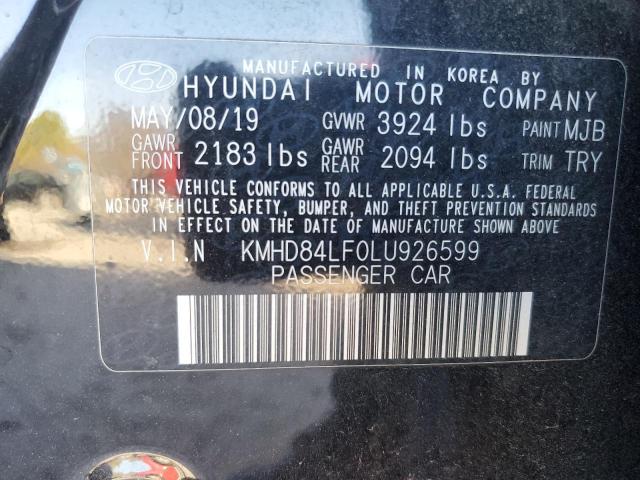 MANUFACTURED IN KOREA BY
HYUNDAI MOTOR COMPANY
MAY/08/19 GVWR 3924 lbs PAINT MJB
GAWR FRONT 2183 lbs GAWR REAR 2094 lbs TRIM TRY
THIS VEHICLE CONFORMS TO ALL APPLICABLE U.S.A. FEDERAL
MOTOR VEHICLE SAFETY, BUMPER, AND THEFT PREVENTION STANDARDS
IN EFFECT ON THE DATE OF MANUFACTURE SHOWN ABOVE.
V.I.N KMHD84LF0LU926599
PASSENGER CAR